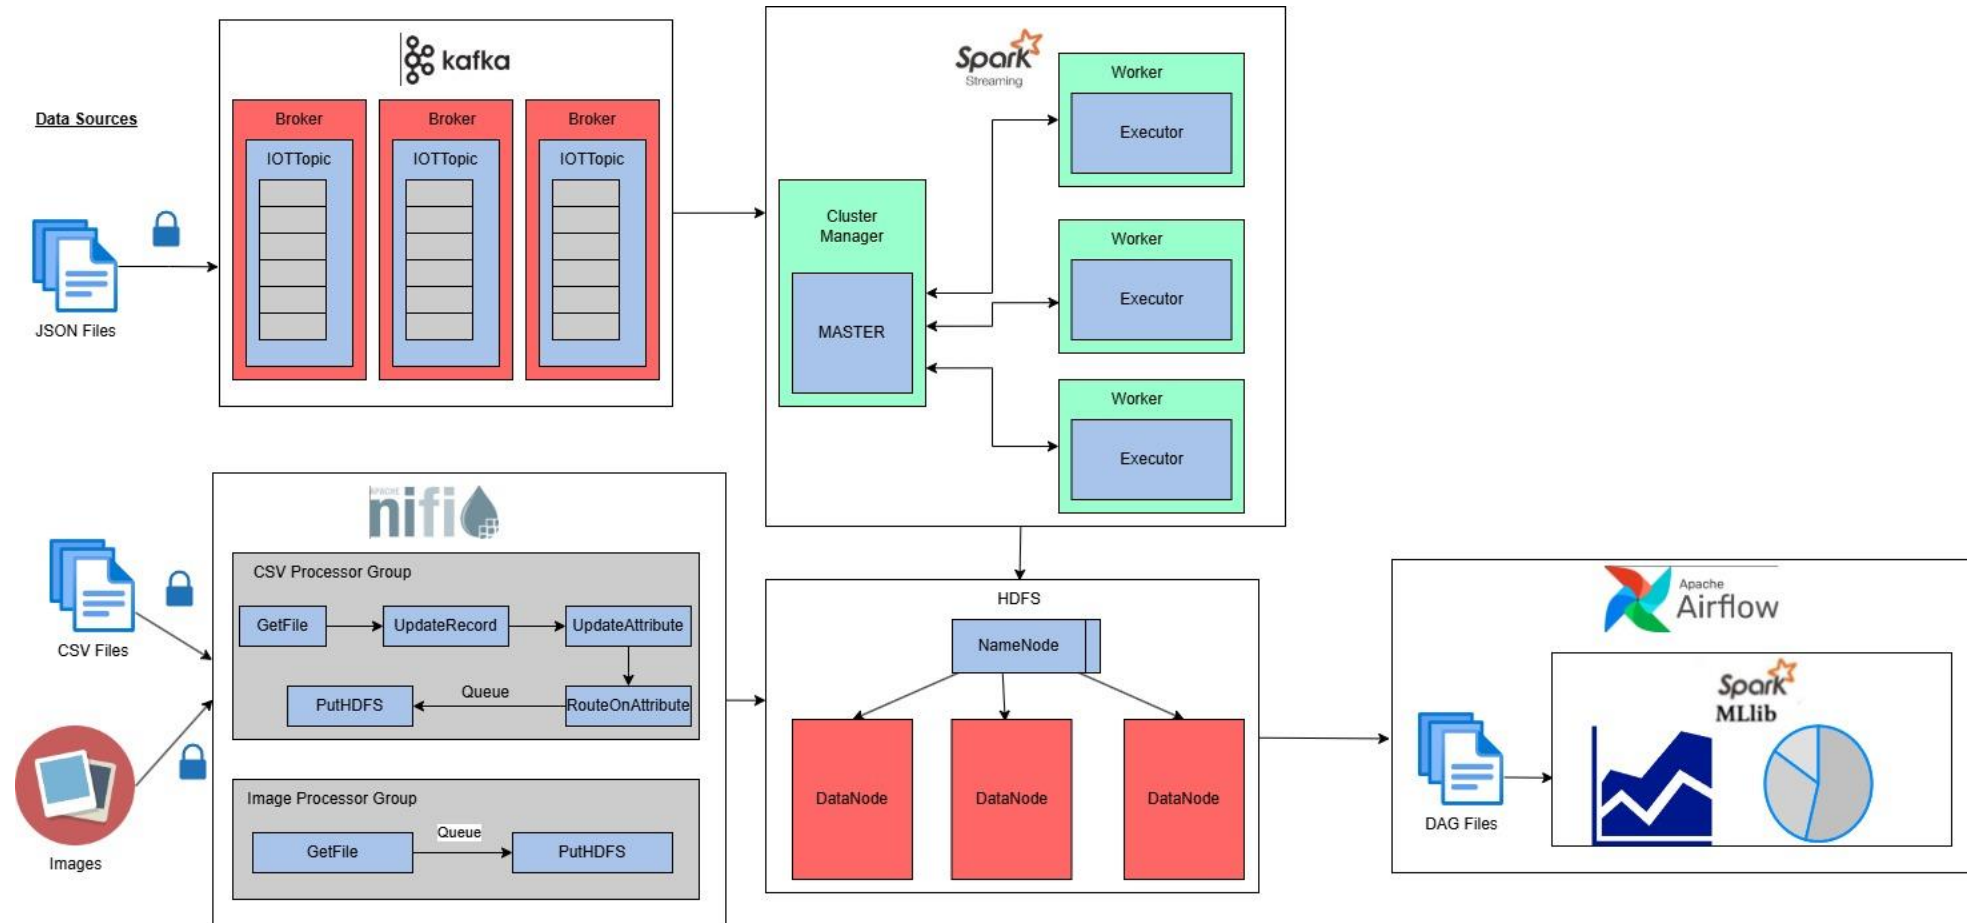 Data Sources
JSON Files
kafka
Broker
IOTTopic
Broker
IOTTopic
Broker
IOTTopic
Spark
Streaming
Cluster
Manager
MASTER
Worker
Executor
Worker
Executor
Worker
Executor
CSV Files
Images
APACHE
nifi
CSV Processor Group
GetFile
UpdateRecord
UpdateAttribute
RouteOnAttribute
Queue
PutHDFS
Image Processor Group
GetFile
Queue
PutHDFS
HDFS
NameNode
DataNode
DataNode
DataNode
Apache
Airflow
DAG Files
Spark
MLlib